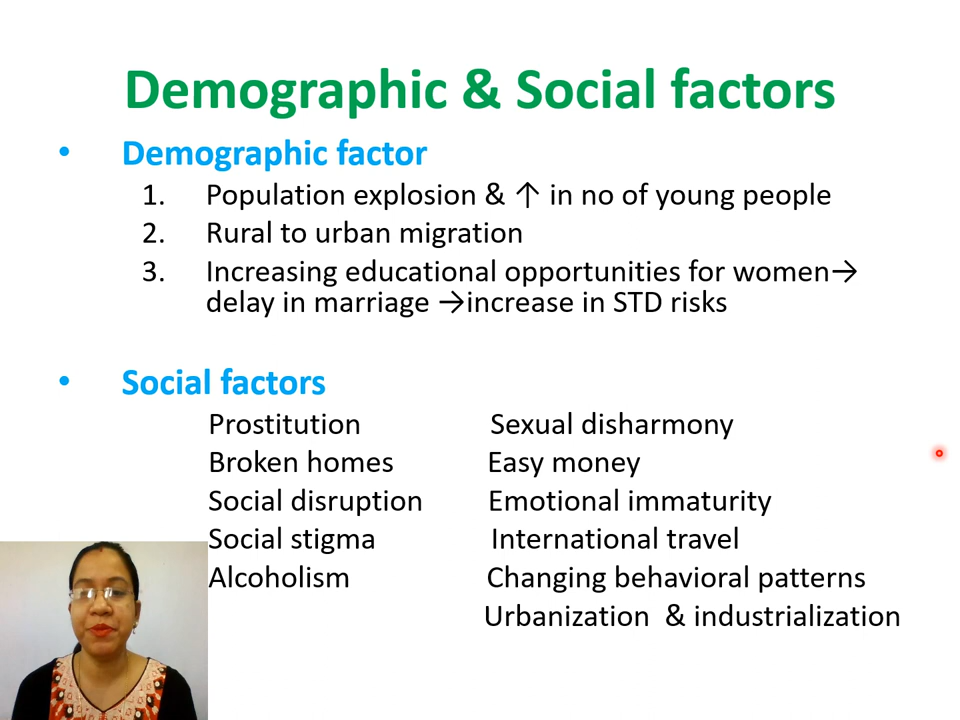 Demographic & Social factors
• Demographic factor
1. Population explosion & ↑ in no of young people
2. Rural to urban migration
3. Increasing educational opportunities for women→
delay in marriage →increase in STD risks
• Social factors
Prostitution Sexual disharmony
Broken homes Easy money
Social disruption Emotional immaturity
Social stigma International travel
Alcoholism Changing behavioral patterns
Urbanization & industrialization